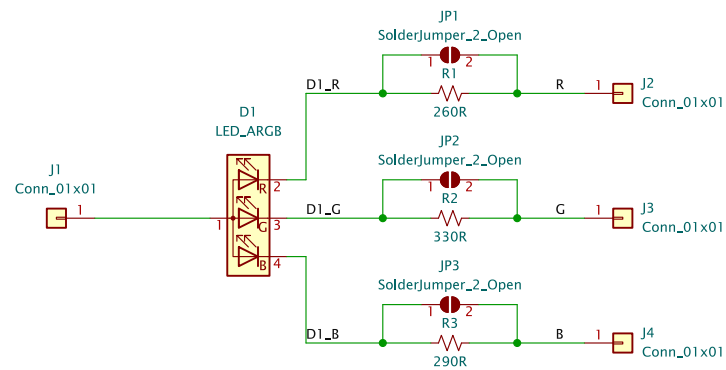 JP1
SolderJumper_2_Open
1 2
R1
D1_R
260R
R
1
J2
Conn_01x01
D1
LED_ARGB
R 2
J1
Conn_01x01
1
1
G 3
B 4
JP2
SolderJumper_2_Open
1 2
R2
D1_G
330R
G
1
J3
Conn_01x01
JP3
SolderJumper_2_Open
1 2
R3
D1_B
290R
B
1
J4
Conn_01x01